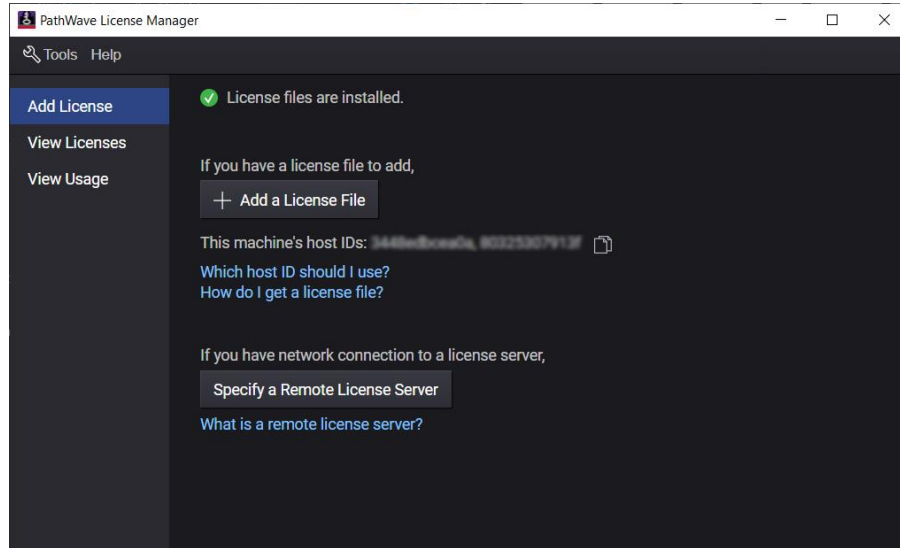 PathWave License Manager
Tools Help
Add License
View Licenses
View Usage
License files are installed.
If you have a license file to add,
+ Add a License File
This machine's host IDs:
Which host ID should I use?
How do I get a license file?
If you have network connection to a license server,
Specify a Remote License Server
What is a remote license server?